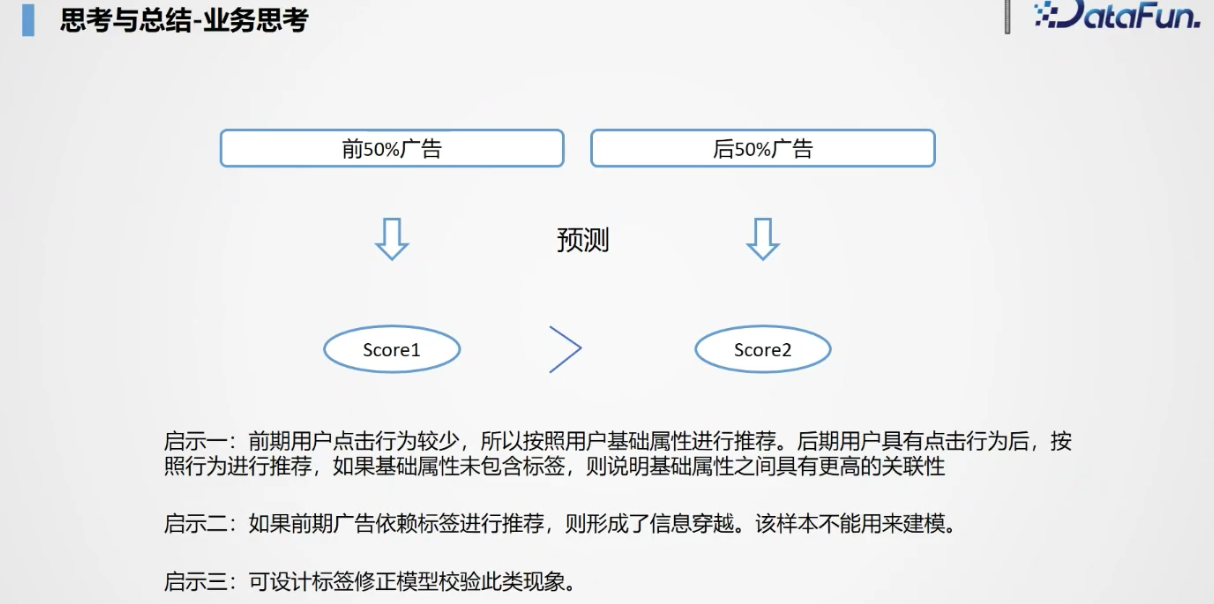 思考与总结-业务思考
DataFun.
前50%广告
后50%广告
预测
Score1
>
Score2
启示一：前期用户点击行为较少，所以按照用户基础属性进行推荐。后期用户具有点击行为后，按
照行为进行推荐，如果基础属性未包含标签，则说明基础属性之间具有更高的关联性
启示二：如果前期广告依赖标签进行推荐，则形成了信息穿越。该样本不能用来建模。
启示三：可设计标签修正模型校验此类现象。